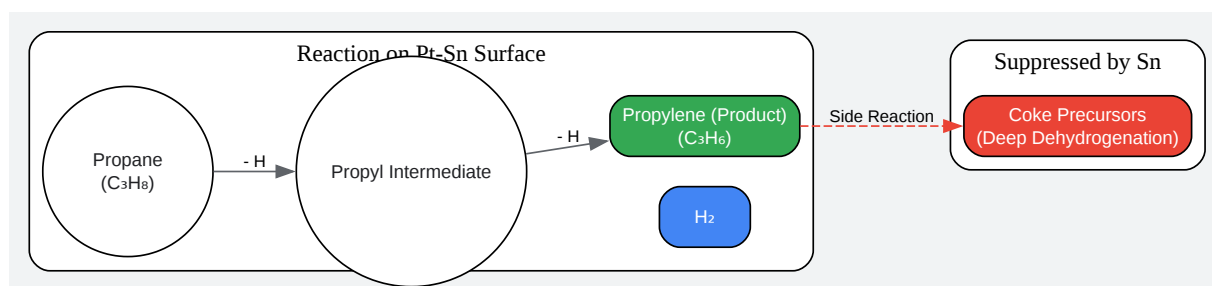 Reaction on Pt-Sn Surface
Propane
(C₃H₈)
- H
Propyl Intermediate
- H
Propylene (Product)
(C₃H₆)
H₂
Side Reaction
Suppressed by Sn
Coke Precursors
(Deep Dehydrogenation)